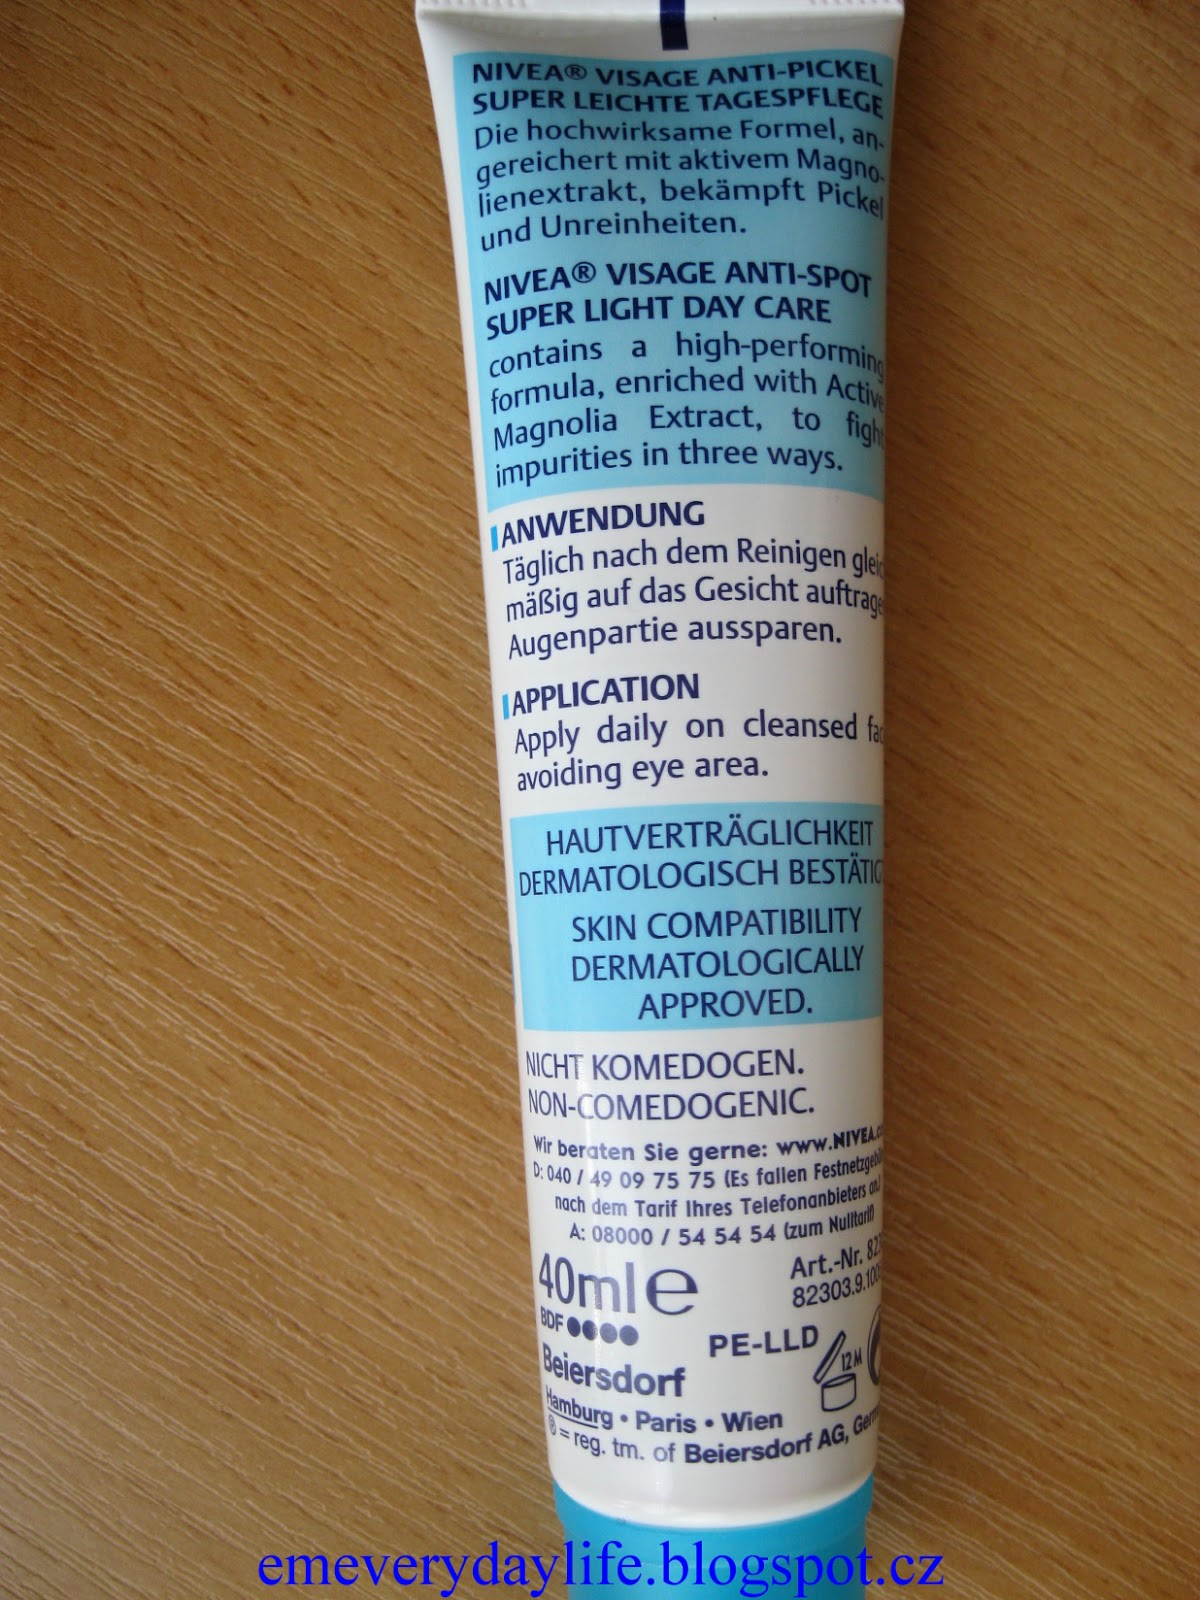 NIVEA® VISAGE ANTI-PICKEL
SUPER LEICHTE TAGESPFLEGE
Die hochwirksame Formel, an-
gereichert mit aktivem Magno-
lienextrakt, bekämpft Pickel
und Unreinheiten.
NIVEA® VISAGE ANTI-SPOT
SUPER LIGHT DAY CARE
contains a high-performing
formula, enriched with Active
Magnolia Extract, to fight
impurities in three ways.
ANWENDUNG
Täglich nach dem Reinigen
mäßig auf das Gesicht
Augenpartie aussparen.
APPLICATION
Apply daily on cleansed
avoiding eye area.
HAUTVERTRÄGLICHKEIT
DERMATOLOGISCH
SKIN COMPATIBILITY
DERMATOLOGICALLY
APPROVED.
NICHT KOMEDOGEN.
NON-COMEDOGENIC.
Wir beraten Sie gerne:
D: 040 / 49 09 75 75 (Es fallen
nach dem Tarif Ihres Telefonanbieters an.)
A: 08000 / 54 54 54 (zum Nulltarif)
40ml e
Art.-Nr.
BDF
PE-LLD
12M
Beiersdorf
Hamburg • Paris • Wien
® = reg. tm. of Beiersdorf AG,
emeverydaylife.blogspot.cz